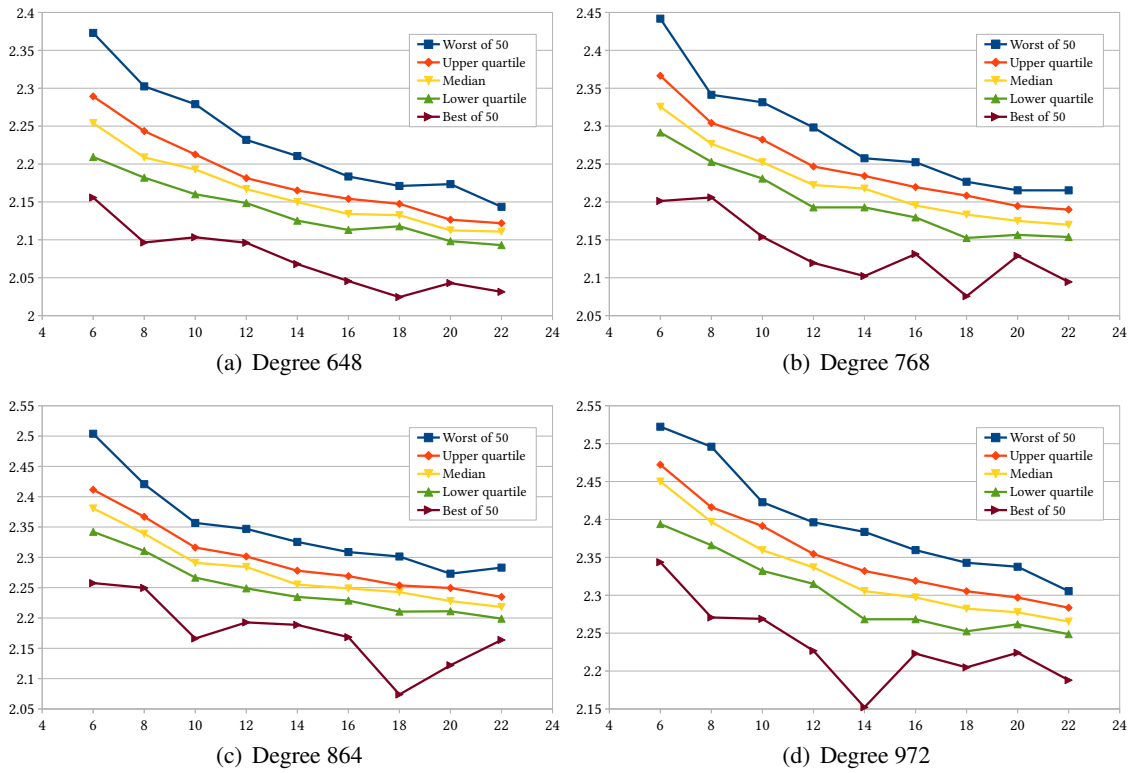 2.4
2.35
2.3
2.25
2.2
2.15
2.1
2.05
2
4 6 8 10 12 14 16 18 20 22 24
Worst of 50
Upper quartile
Median
Lower quartile
Best of 50
(a) Degree 648
2.45
2.4
2.35
2.3
2.25
2.2
2.15
2.1
2.05
4 6 8 10 12 14 16 18 20 22 24
Worst of 50
Upper quartile
Median
Lower quartile
Best of 50
(b) Degree 768
2.55
2.5
2.45
2.4
2.35
2.3
2.25
2.2
2.15
2.1
2.05
4 6 8 10 12 14 16 18 20 22 24
Worst of 50
Upper quartile
Median
Lower quartile
Best of 50
(c) Degree 864
2.55
2.5
2.45
2.4
2.35
2.3
2.25
2.2
2.15
4 6 8 10 12 14 16 18 20 22 24
Worst of 50
Upper quartile
Median
Lower quartile
Best of 50
(d) Degree 972